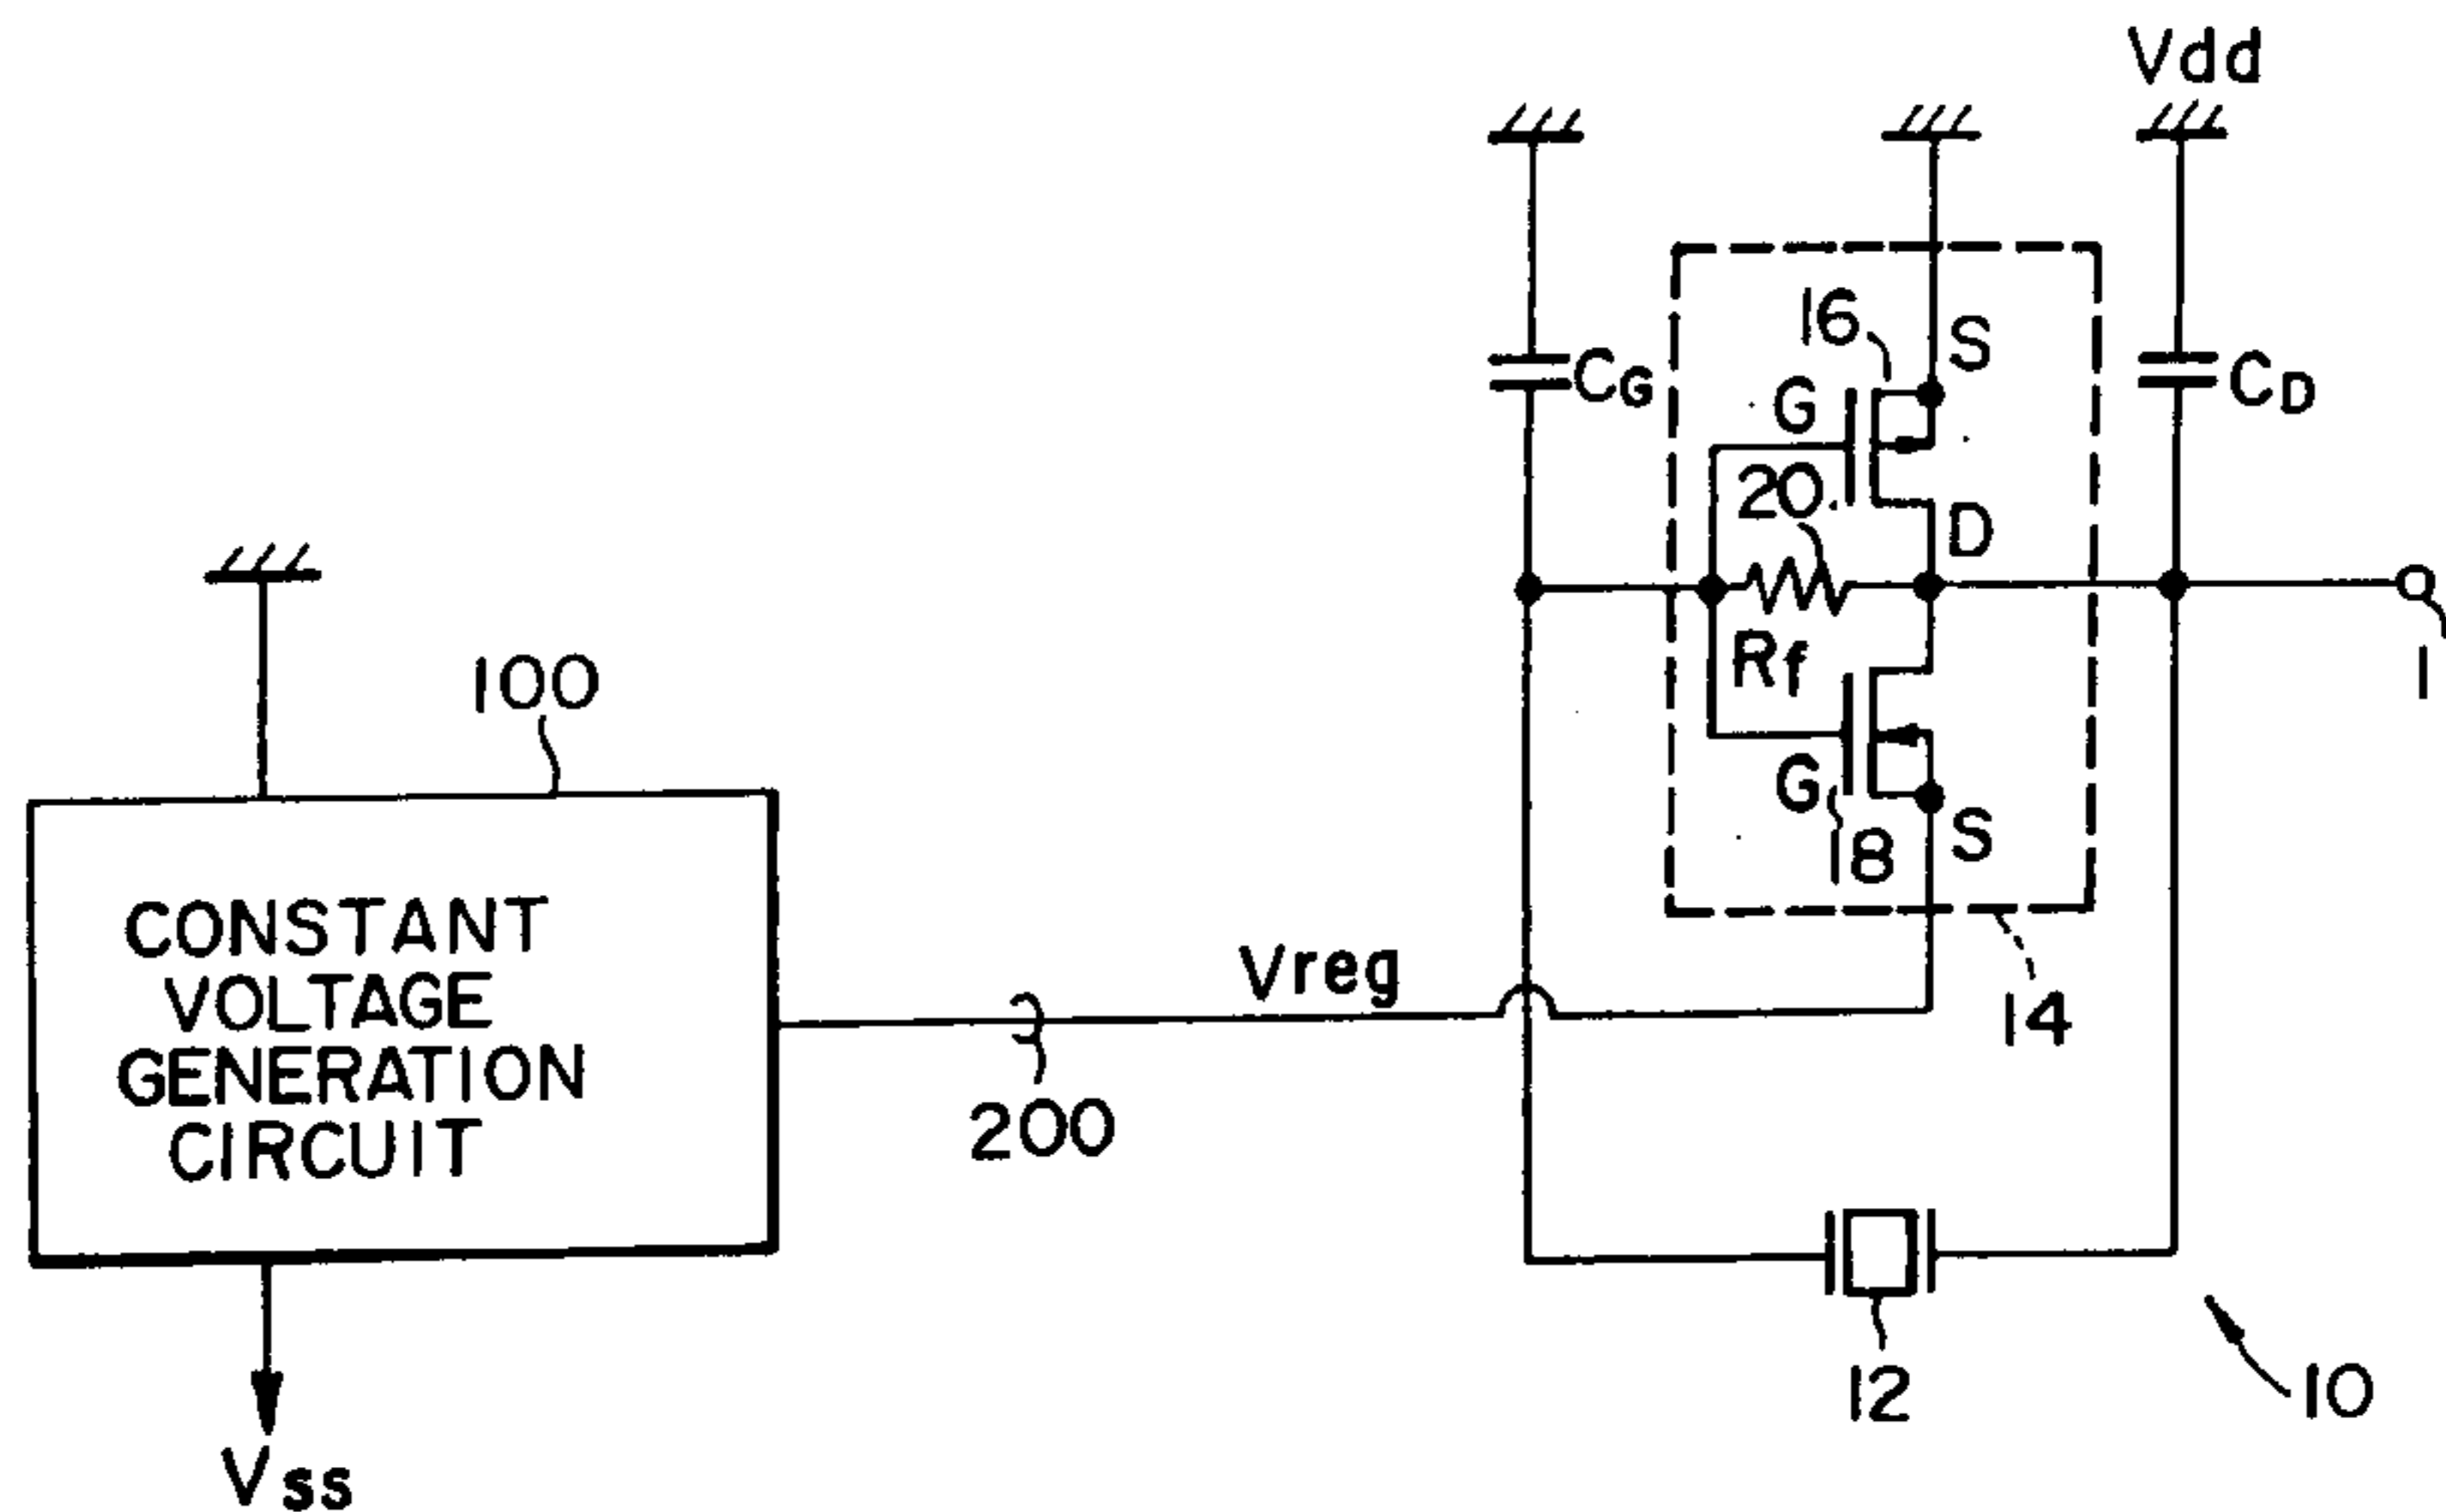 Vdd
16
S
G
CG
CD
20
D
100
Rf
1
G
18
S
CONSTANT
VOLTAGE
GENERATION
CIRCUIT
Vreg
14
200
12
10
Vss